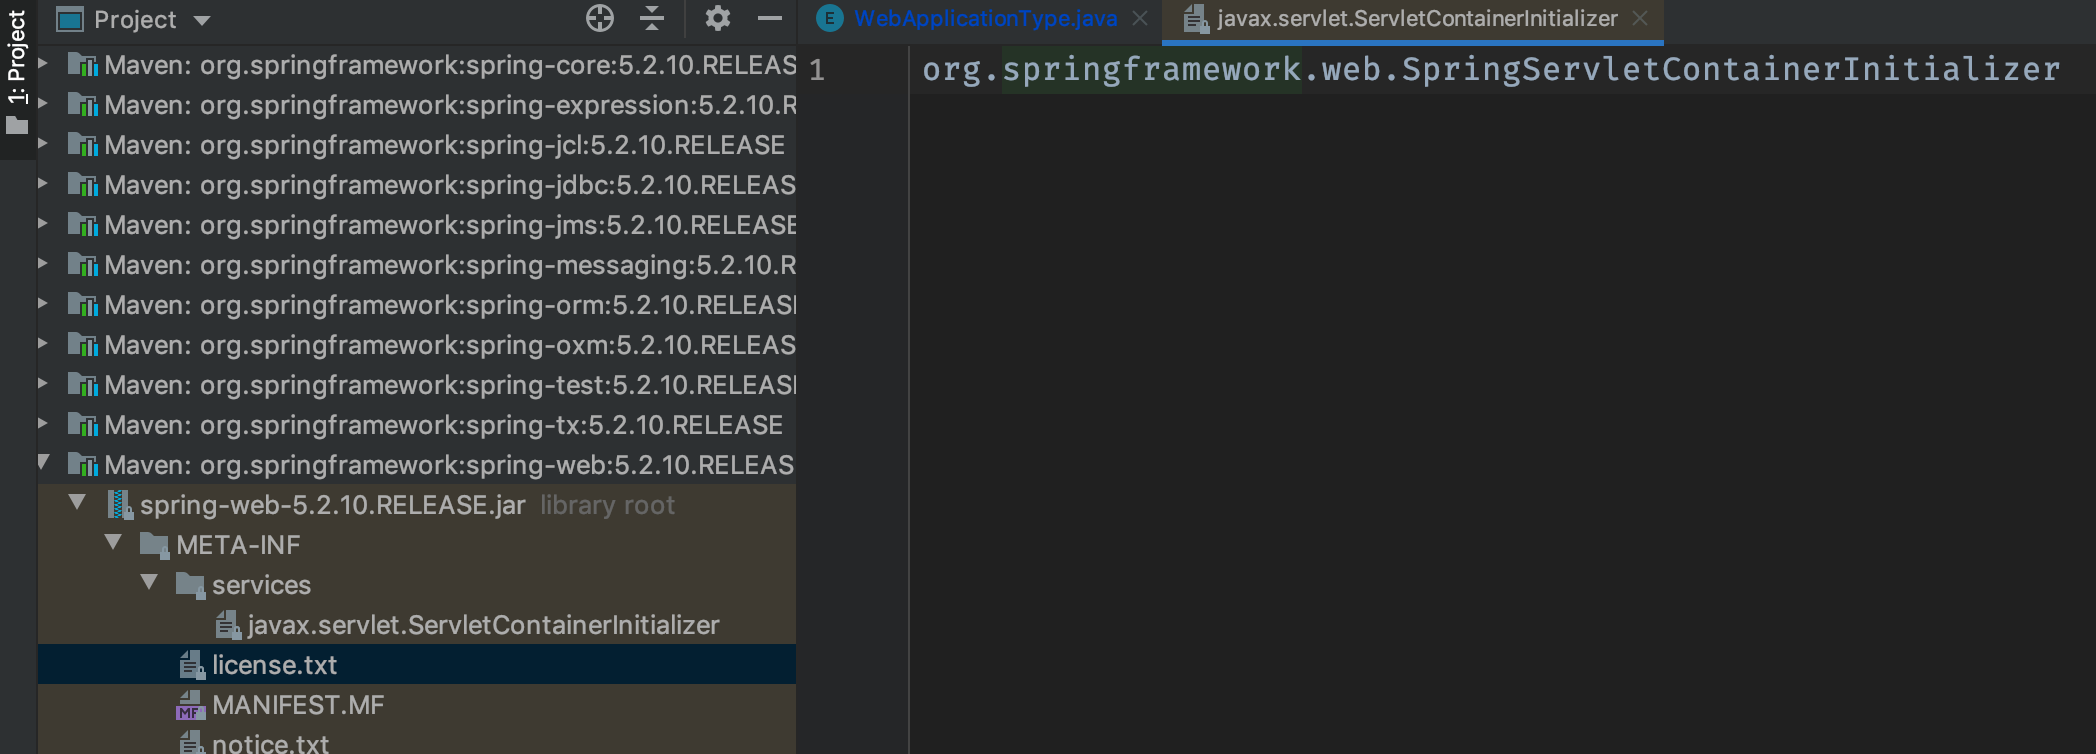 1: Project
Project
Maven: org.springframework:spring-core:5.2.10.RELEAS
Maven: org.springframework:spring-expression:5.2.10.R
Maven: org.springframework:spring-jcl:5.2.10.RELEASE
Maven: org.springframework:spring-jdbc:5.2.10.RELEAS
Maven: org.springframework:spring-jms:5.2.10.RELEASE
Maven: org.springframework:spring-messaging:5.2.10.R
Maven: org.springframework:spring-orm:5.2.10.RELEASE
Maven: org.springframework:spring-oxm:5.2.10.RELEAS
Maven: org.springframework:spring-test:5.2.10.RELEASE
Maven: org.springframework:spring-tx:5.2.10.RELEASE
Maven: org.springframework:spring-web:5.2.10.RELEAS
spring-web-5.2.10.RELEASE.jar library root
META-INF
services
javax.servlet.ServletContainerInitializer
license.txt
MF MANIFEST.MF
notice.txt
E WebApplicationType.java
javax.servlet.ServletContainerInitializer
1 org.springframework.web.SpringServletContainerInitializer